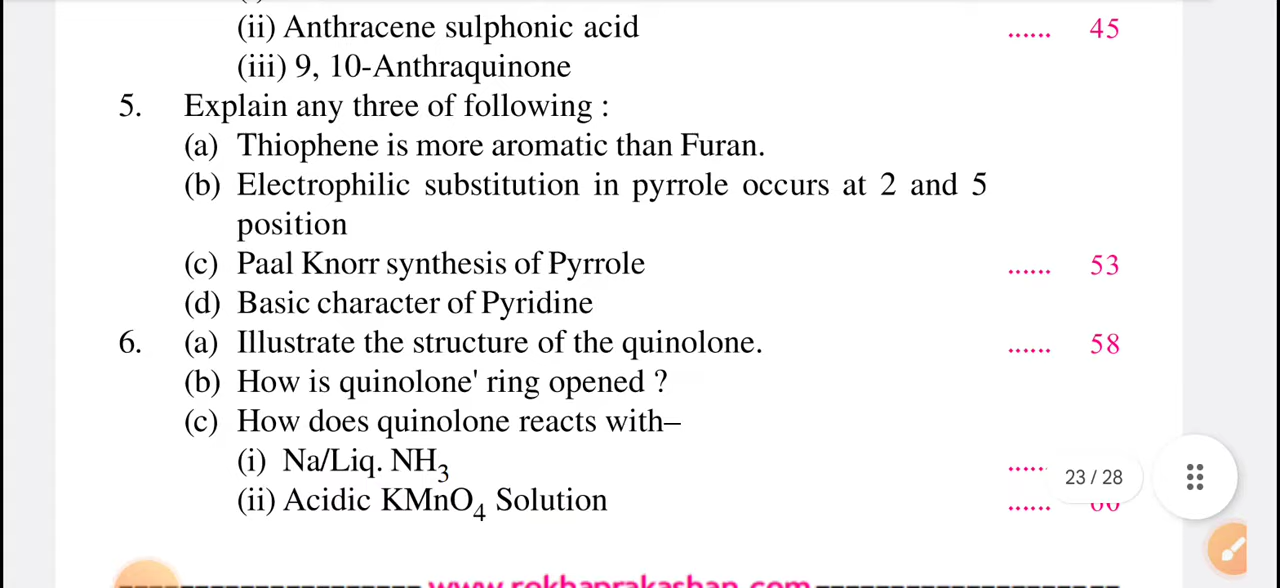 (ii) Anthracene sulphonic acid ...... 45
(iii) 9, 10-Anthraquinone
5. Explain any three of following :
(a) Thiophene is more aromatic than Furan.
(b) Electrophilic substitution in pyrrole occurs at 2 and 5
position
(c) Paal Knorr synthesis of Pyrrole ...... 53
(d) Basic character of Pyridine
6. (a) Illustrate the structure of the quinolone. ...... 58
(b) How is quinolone' ring opened ?
(c) How does quinolone reacts with–
(i) Na/Liq. NH3 ......
23 / 28
(ii) Acidic KMnO4 Solution ......
www.rokhaprakashan.com